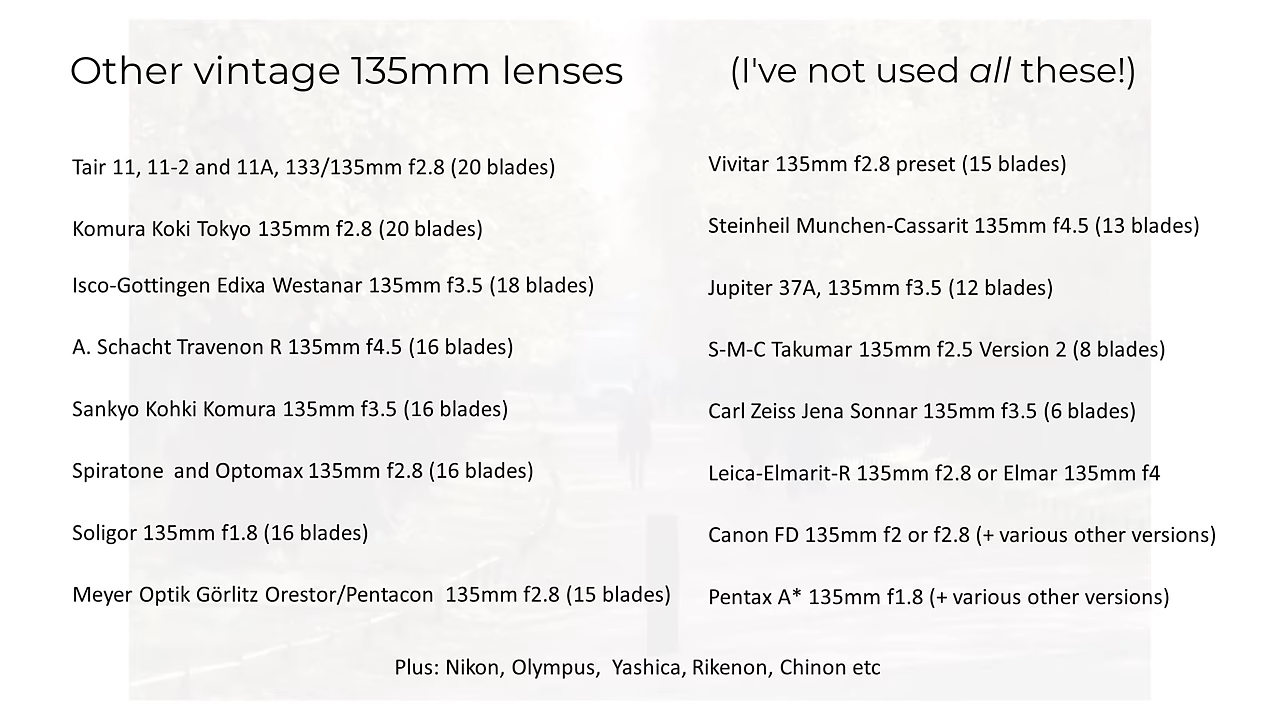 Other vintage 135mm lenses
(I've not used all these!)
Tair 11, 11-2 and 11A, 133/135mm f2.8 (20 blades)
Komura Koki Tokyo 135mm f2.8 (20 blades)
Isco-Gottingen Edixa Westanar 135mm f3.5 (18 blades)
A. Schacht Travenon R 135mm f4.5 (16 blades)
Sankyo Kohki Komura 135mm f3.5 (16 blades)
Spiratone  and Optomax 135mm f2.8 (16 blades)
Soligor 135mm f1.8 (16 blades)
Meyer Optik Görlitz Orestor/Pentacon  135mm f2.8 (15 blades)
Vivitar 135mm f2.8 preset (15 blades)
Steinheil Munchen-Cassarit 135mm f4.5 (13 blades)
Jupiter 37A, 135mm f3.5 (12 blades)
S-M-C Takumar 135mm f2.5 Version 2 (8 blades)
Carl Zeiss Jena Sonnar 135mm f3.5 (6 blades)
Leica-Elmarit-R 135mm f2.8 or Elmar 135mm f4
Canon FD 135mm f2 or f2.8 (+ various other versions)
Pentax A* 135mm f1.8 (+ various other versions)
Plus: Nikon, Olympus,  Yashica, Rikenon, Chinon etc